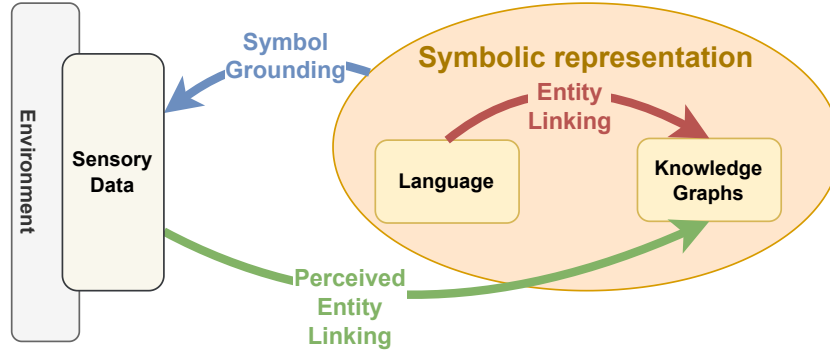 Environment
Sensory
Data
Symbol
Grounding
Symbolic representation
Entity
Linking
Language
Knowledge
Graphs
Perceived
Entity
Linking